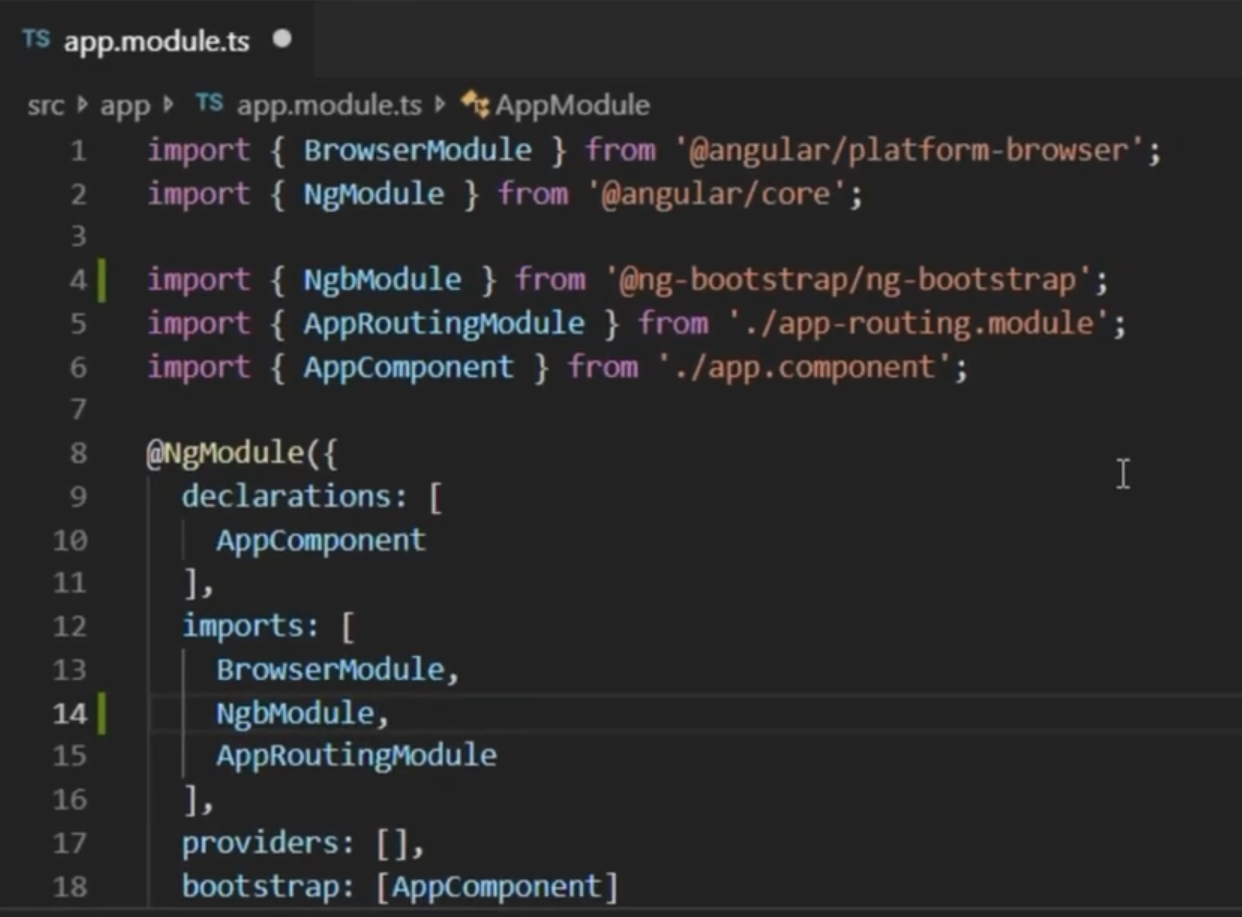 TS app.module.ts
src app TS app.module.ts AppModule
1 import { BrowserModule } from '@angular/platform-browser';
2 import { NgModule } from '@angular/core';
3
4 import { NgbModule } from '@ng-bootstrap/ng-bootstrap';
5 import { AppRoutingModule } from './app-routing.module';
6 import { AppComponent } from './app.component';
7
8 @NgModule({
9 declarations: [
10 AppComponent
11 ],
12 imports: [
13 BrowserModule,
14 NgbModule,
15 AppRoutingModule
16 ],
17 providers: [],
18 bootstrap: [AppComponent]